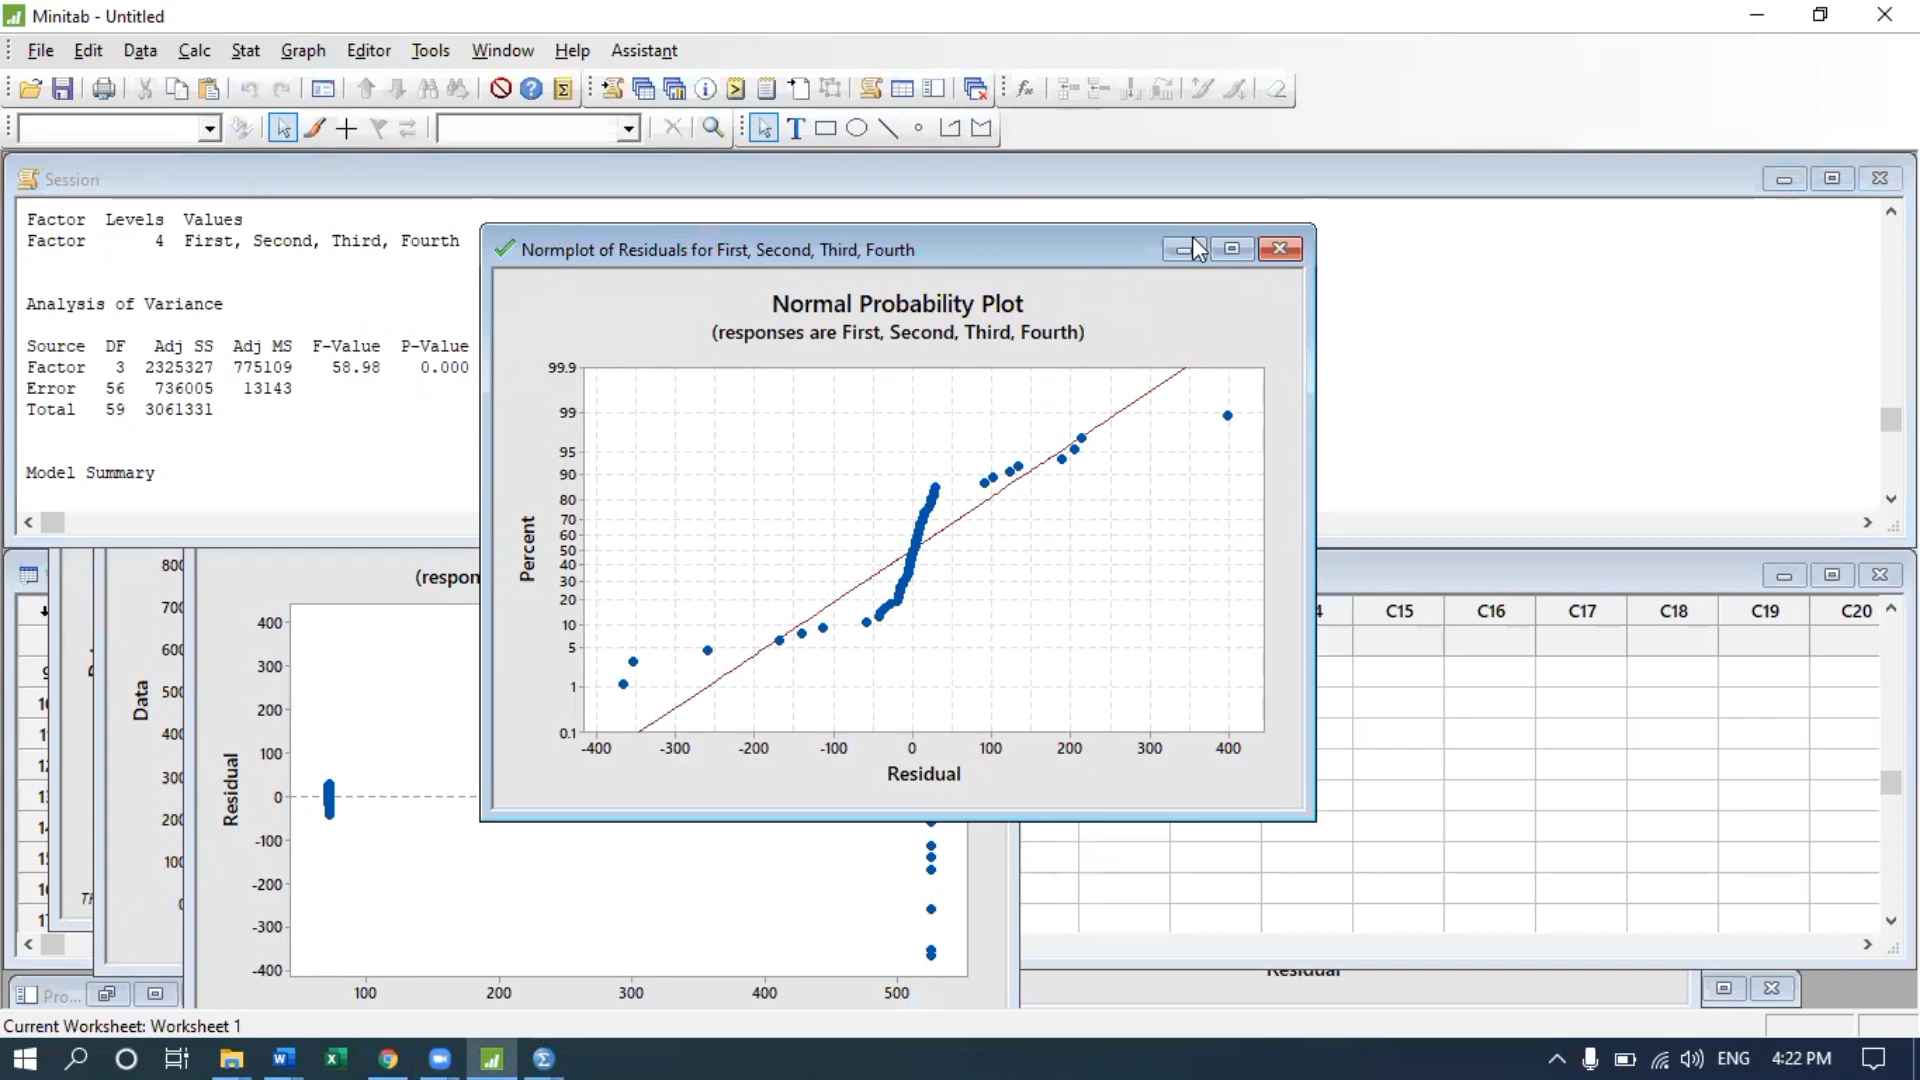 Minitab - Untitled
File Edit Data Calc Stat Graph Editor Tools Window Help Assistant
Session
Factor Levels Values
Factor 4 First, Second, Third, Fourth
Analysis of Variance
Source DF Adj SS Adj MS F-Value P-Value
Factor 3 2325327 775109 58.98 0.000
Error 56 736005 13143
Total 59 3061331
Model Summary
Normplot of Residuals for First, Second, Third, Fourth
Normal Probability Plot
(responses are First, Second, Third, Fourth)
99.9
99
95
90
80
70
60
50
40
30
20
10
5
1
0.1
Percent
-400 -300 -200 -100 0 100 200 300 400
Residual
C15 C16 C17 C18 C19 C20
Data
(respon
400
300
200
100
0
-100
-200
-300
-400
Residual
100 200 300 400 500
Residual
Pro...
Current Worksheet: Worksheet 1
ENG 4:22 PM